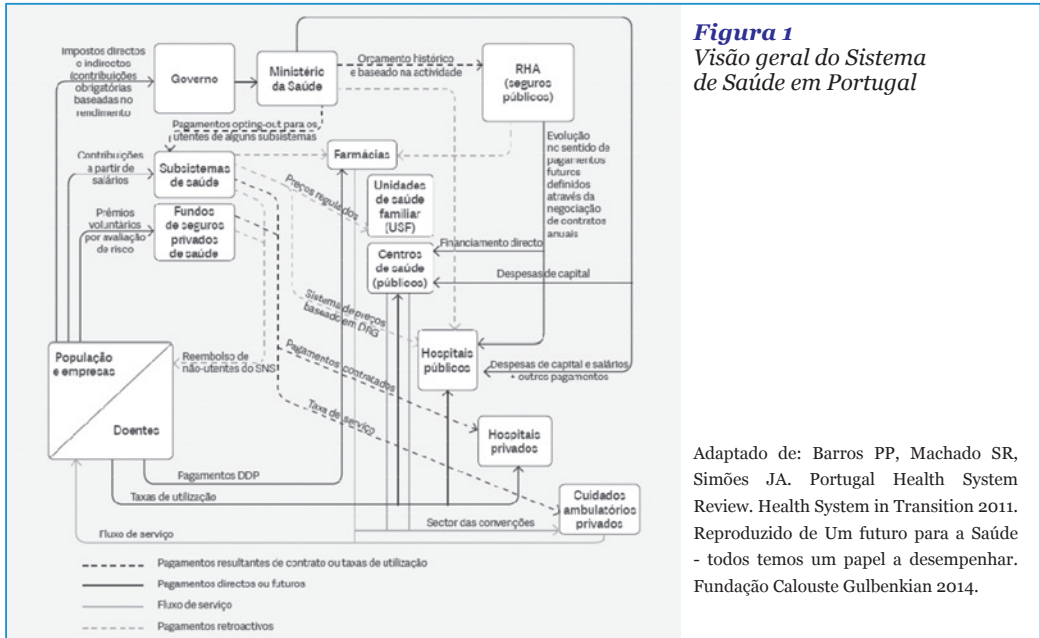 Impostos directos
e indirectos
(contribuições
obrigatórias
baseadas no
rendimento
Governo
Ministério
da Saúde
Orçamento histórico
e baseado na actividade
RHA
(seguros
públicos)
Pagamentos opting-out para os
utentes de alguns subsistemas
Contribuições
a partir de
salários
Subsistemas
de saúde
Farmácias
Evolução
no sentido de
pagamentos
futuros
definidos
através da
negociação
de contratos
anuais
Preços regulados
Unidades
de saúde
familiar
(USF)
Prémios
voluntários
por avaliação
de risco
Fundos
de seguros
privados
de saúde
Financiamento directo
Centros
de saúde
(públicos)
Despesas de capital
Sistema de preços
baseado em DRG
População
e empresas
Doentes
Reembolso de
não-utentes do SNS
Pagamentos contratados
Hospitais
públicos
Despesas de capital e salários
+ outros pagamentos
Taxa de serviço
Hospitais
privados
Pagamentos DDP
Taxas de utilização
Cuidados
ambulatórios
privados
Sector das convenções
Fluxo de serviço
Pagamentos resultantes de contrato ou taxas de utilização
Pagamentos directos ou futuros
Fluxo de serviço
Pagamentos retroactivos
Figura 1
Visão geral do Sistema
de Saúde em Portugal
Adaptado de: Barros PP, Machado SR,
Simões JA. Portugal Health System
Review. Health System in Transition 2011.
Reproduzido de Um futuro para a Saúde
- todos temos um papel a desempenhar.
Fundação Calouste Gulbenkian 2014.